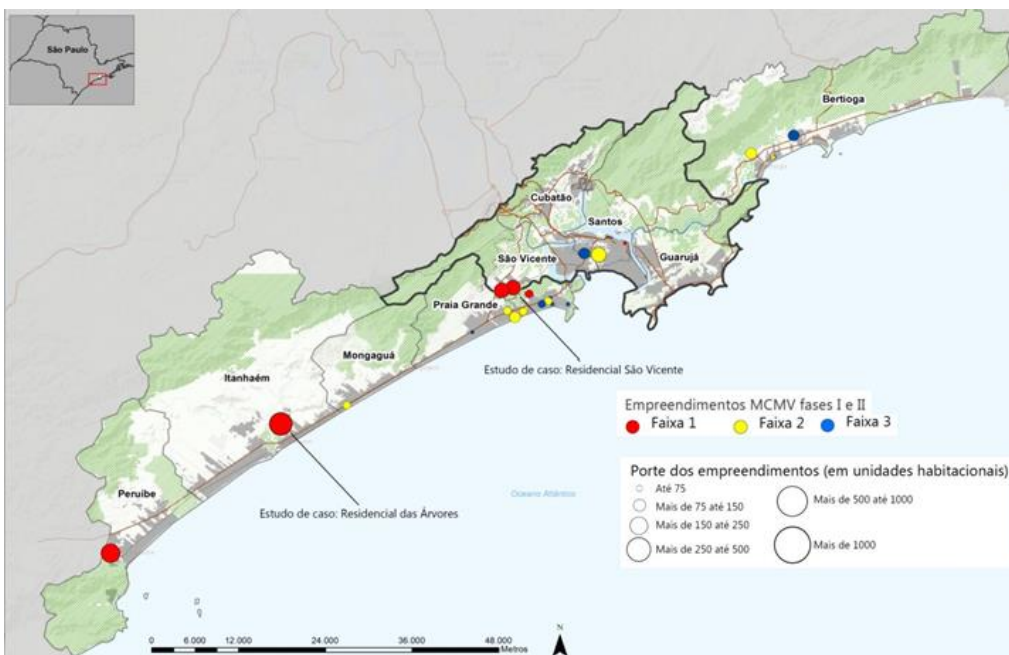 São Paulo
Bertioga
Cubatão
Santos
São Vicente
Guarujá
Praia Grande
Mongaguá
Itanhaém
Peruíbe
Estudo de caso: Residencial São Vicente
Estudo de caso: Residencial das Árvores
Oceano Atlântico
Empreendimentos MCMV fases I e II
Faixa 1
Faixa 2
Faixa 3
Porte dos empreendimentos (em unidades habitacionais)
Até 75
Mais de 75 até 150
Mais de 150 até 250
Mais de 250 até 500
Mais de 500 até 1000
Mais de 1000
0 6.000 12.000 24.000 36.000 48.000
Metros
N